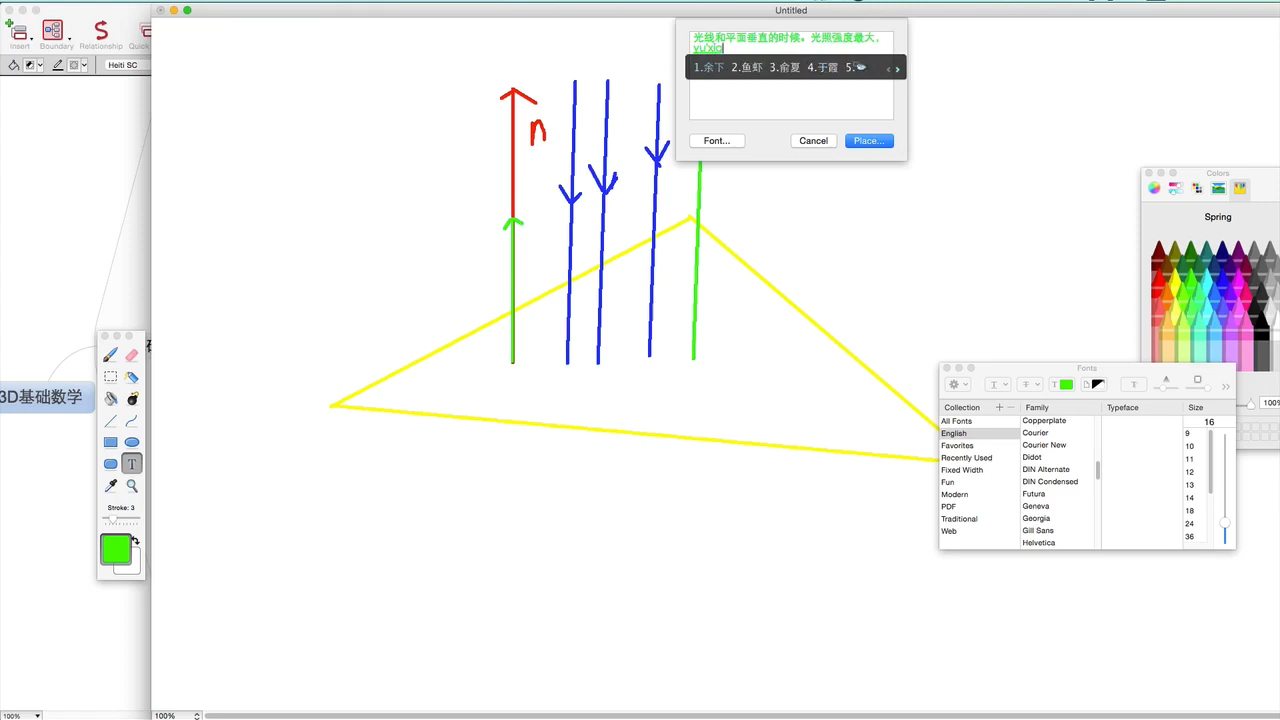 Untitled
Insert
Boundary
Relationship
Quick
Heiti SC
光线和平面垂直的时候。光照强度最大，
yu'xia
1.余下 2.鱼虾 3.俞夏 4.于霞 5.
Font...
Cancel
Place...
n
Colors
Spring
3D基础数学
Stroke: 3
T
Fonts
100%
Collection
Family
Typeface
Size
16
All Fonts
English
Favorites
Recently Used
Fixed Width
Fun
Modern
PDF
Traditional
Web
Copperplate
Courier
Courier New
Didot
DIN Alternate
DIN Condensed
Futura
Geneva
Georgia
Gill Sans
Helvetica
9
10
11
12
13
14
18
24
36
100%
100%